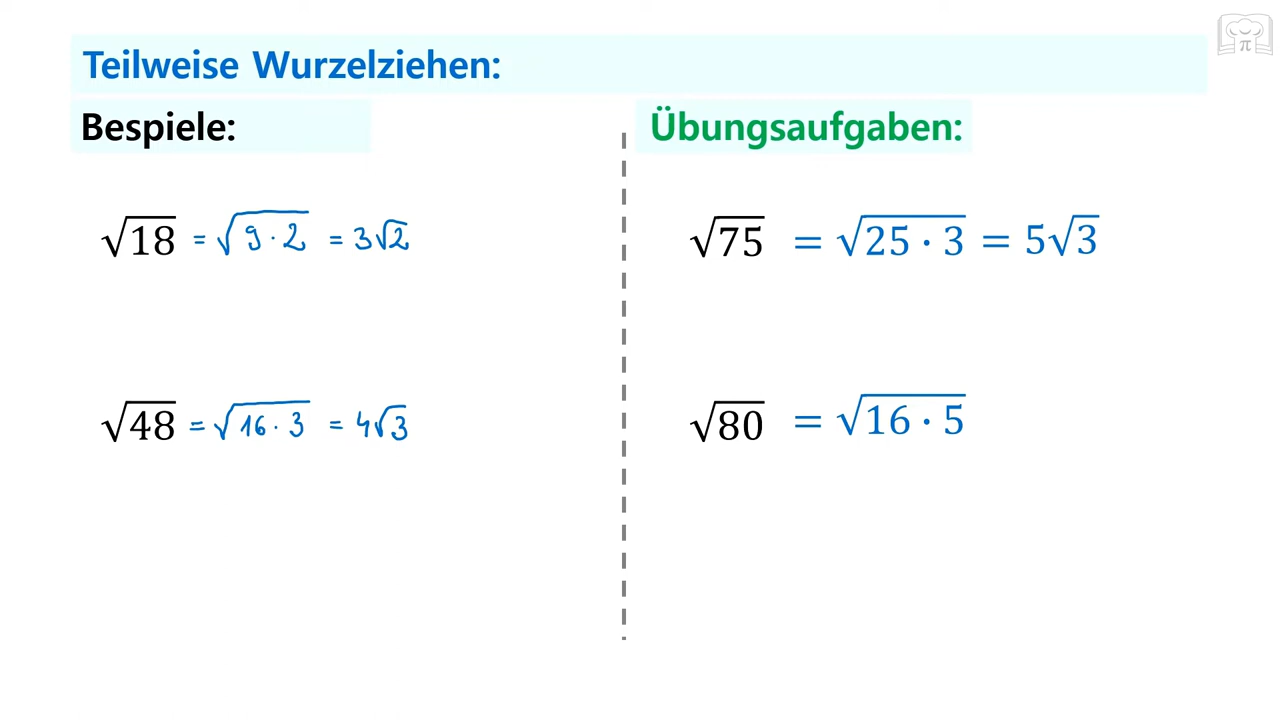 Teilweise Wurzelziehen:
Bespiele:
√18 = √9 · 2 = 3√2
√48 = √16 · 3 = 4√3
Übungsaufgaben:
√75 = √25 · 3 = 5√3
√80 = √16 · 5
π